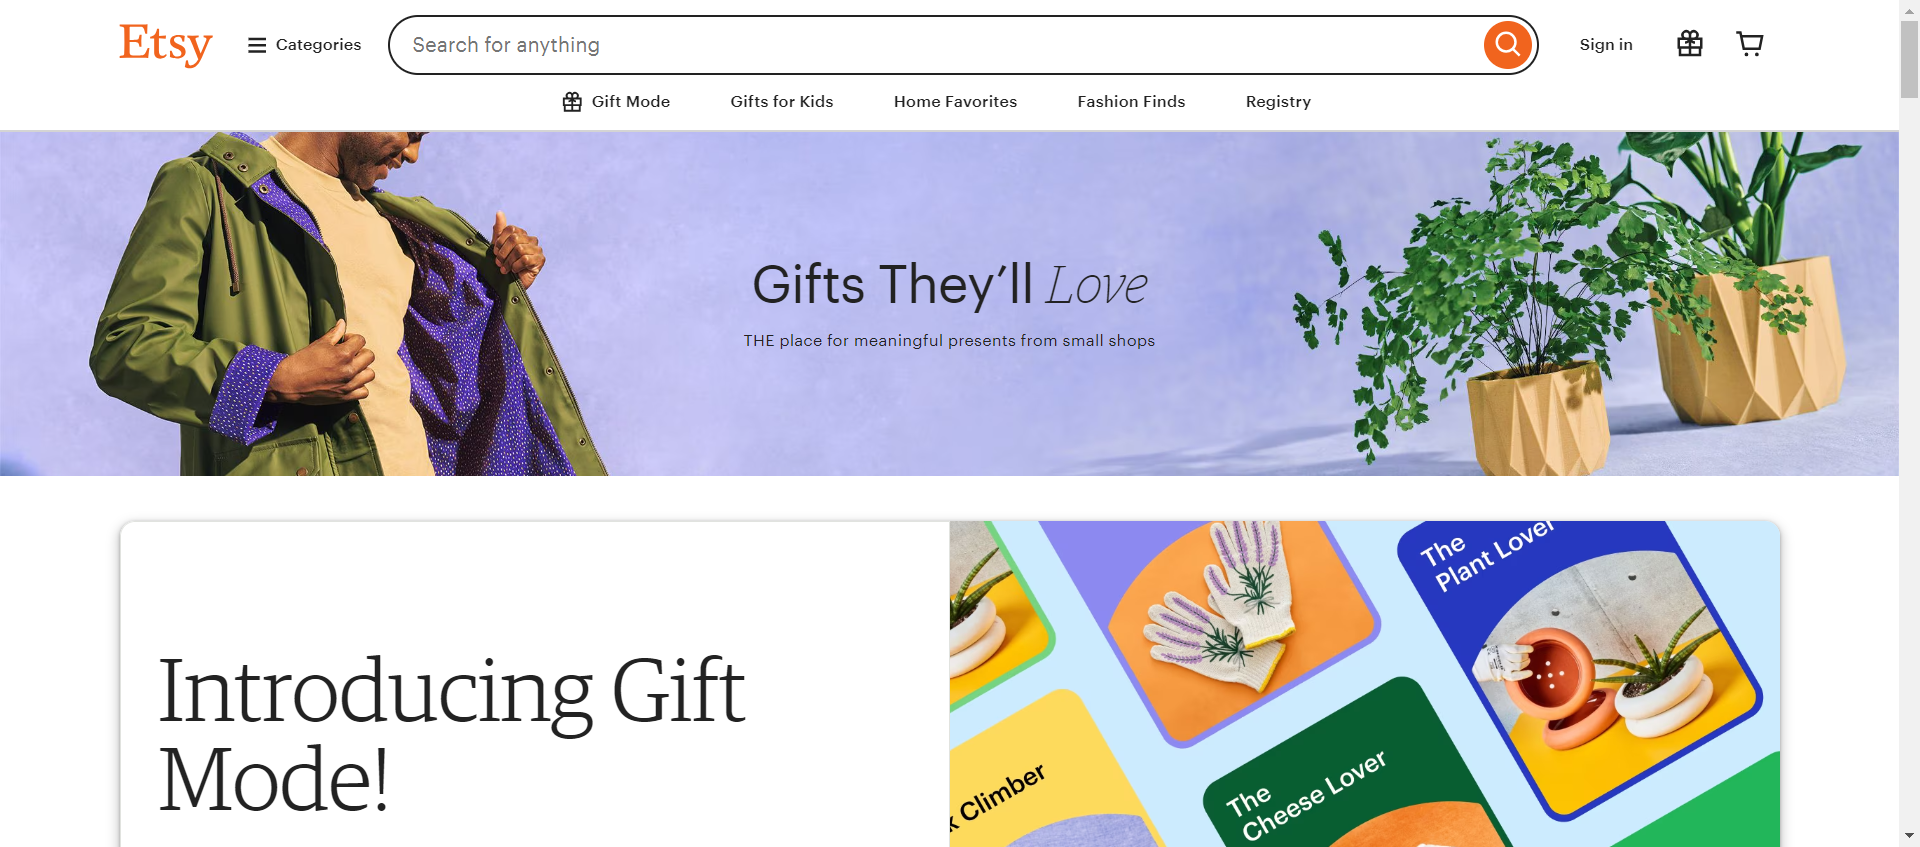 Etsy
Categories
Search for anything
Sign in
Gift Mode
Gifts for Kids
Home Favorites
Fashion Finds
Registry
Gifts They’ll Love
THE place for meaningful presents from small shops
Introducing Gift
Mode!
The
Plant Lover
Climber
The
Cheese Lover